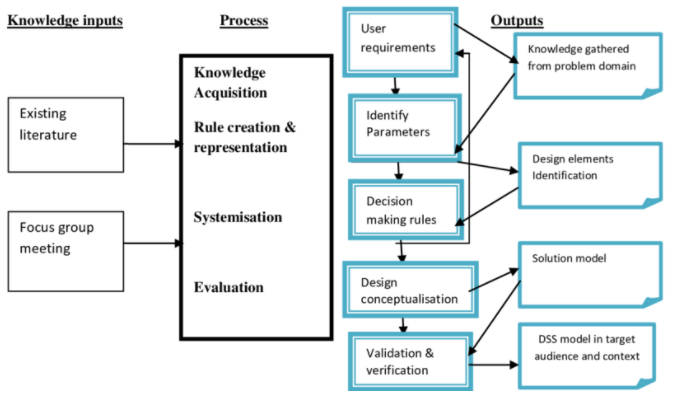 Knowledge inputs
Process
Outputs
Existing
literature
Focus group
meeting
Knowledge
Acquisition
Rule creation &
representation
Systemisation
Evaluation
User
requirements
Identify
Parameters
Decision
making rules
Design
conceptualisation
Validation &
verification
Knowledge gathered
from problem domain
Design elements
Identification
Solution model
DSS model in target
audience and context